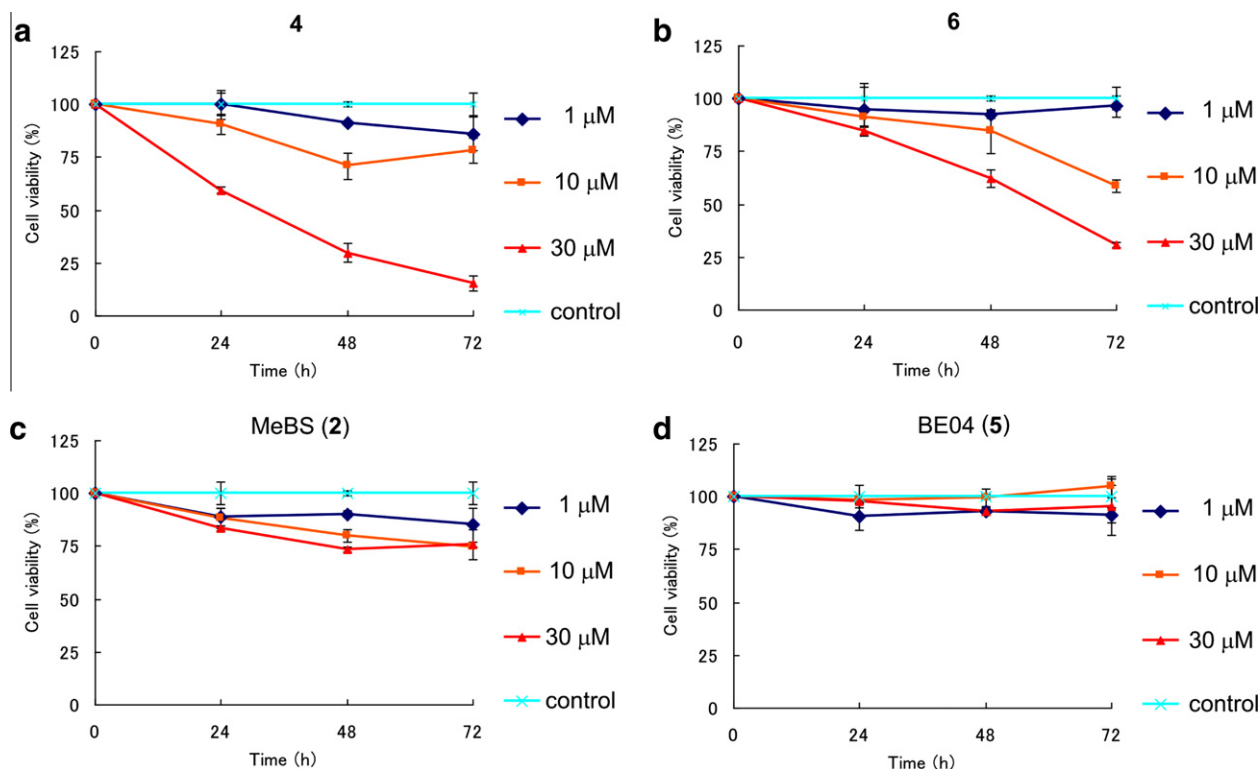 a
4
125
100
75
50
25
0
Cell viability (%)
0 24 48 72
Time (h)
1 μM
10 μM
30 μM
control
b
6
125
100
75
50
25
0
Cell viability (%)
0 24 48 72
Time (h)
1 μM
10 μM
30 μM
control
c
MeBS (2)
125
100
75
50
25
0
Cell viability (%)
0 24 48 72
Time (h)
1 μM
10 μM
30 μM
control
d
BE04 (5)
125
100
75
50
25
0
Cell viability (%)
0 24 48 72
Time (h)
1 μM
10 μM
30 μM
control